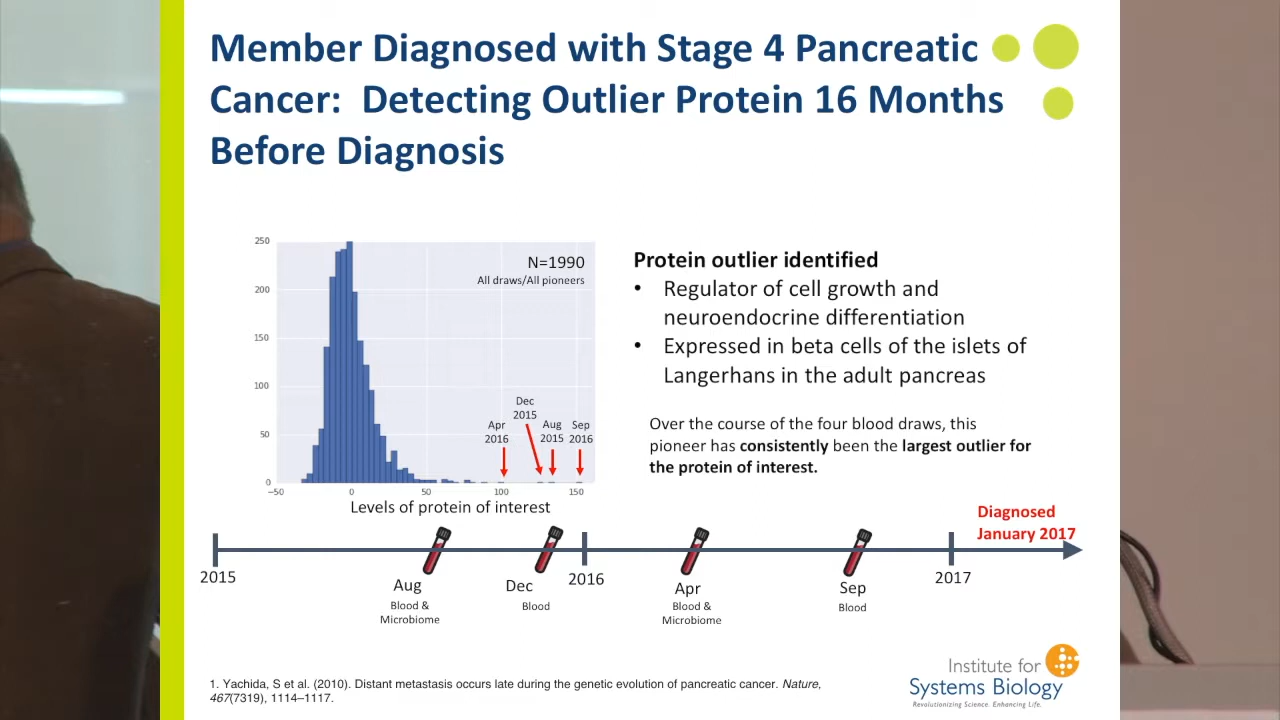 Member Diagnosed with Stage 4 Pancreatic
Cancer:  Detecting Outlier Protein 16 Months
Before Diagnosis
250
200
150
100
50
0
−50
0
50
100
150
N=1990
All draws/All pioneers
Apr
2016
Dec
2015
Aug
2015
Sep
2016
Levels of protein of interest
Protein outlier identified
• Regulator of cell growth and
neuroendocrine differentiation
• Expressed in beta cells of the islets of
Langerhans in the adult pancreas
Over the course of the four blood draws, this
pioneer has consistently been the largest outlier for
the protein of interest.
Diagnosed
January 2017
2015
Aug
Blood &
Microbiome
Dec
Blood
2016
Apr
Blood &
Microbiome
Sep
Blood
2017
1. Yachida, S et al. (2010). Distant metastasis occurs late during the genetic evolution of pancreatic cancer. Nature,
467(7319), 1114–1117.
Institute for
Systems Biology
Revolutionizing Science. Enhancing Life.